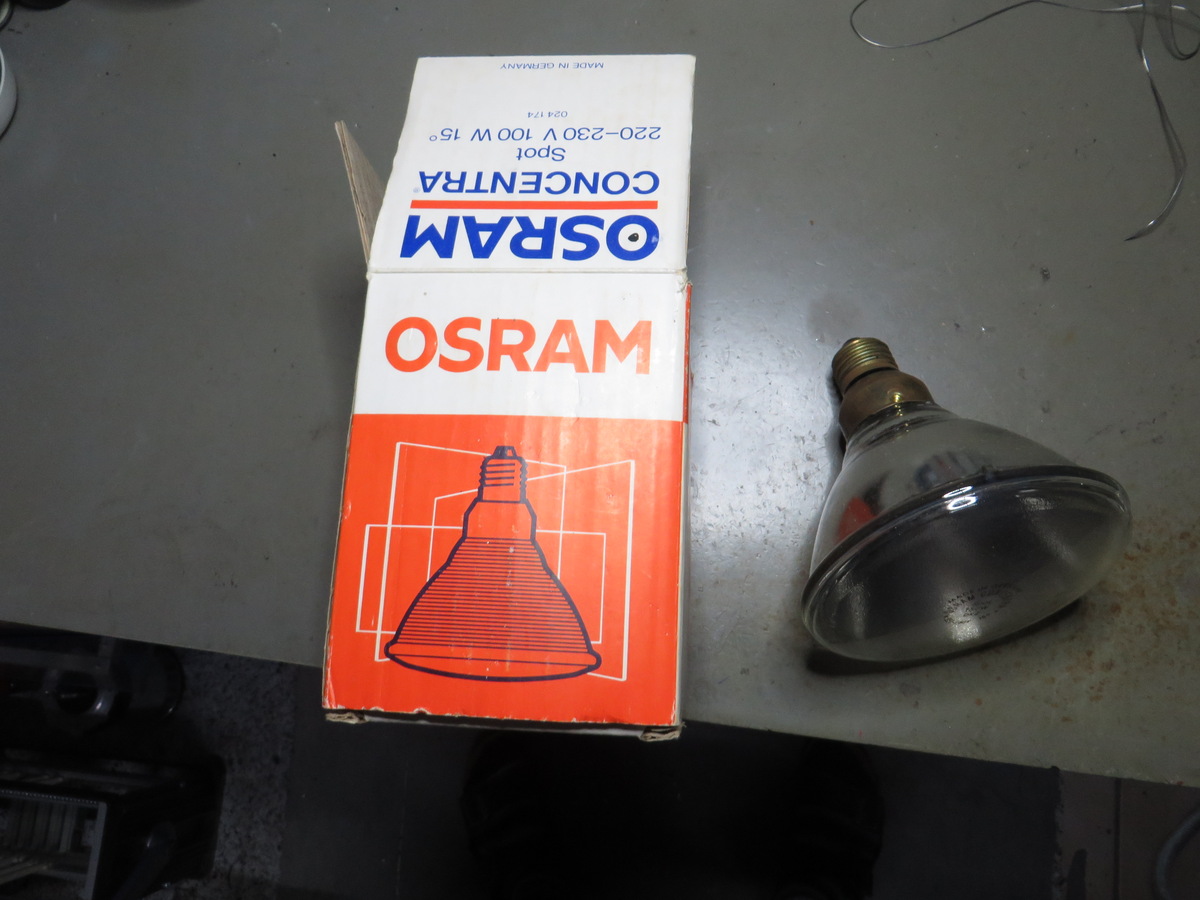 OSRAM
CONCENTRA®
Spot
220–230 V 100 W 15°
024174
MADE IN GERMANY
OSRAM